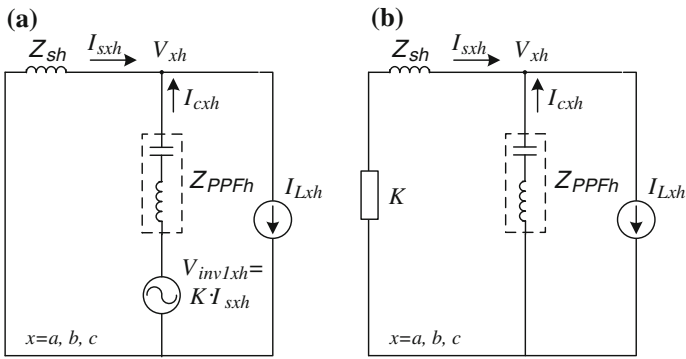 (a)
Z_sh
I_sxh
V_xh
I_cxh
Z_PPFh
I_Lxh
V_inv1xh=
K·I_sxh
x=a, b, c
(b)
Z_sh
I_sxh
V_xh
I_cxh
Z_PPFh
I_Lxh
K
x=a, b, c